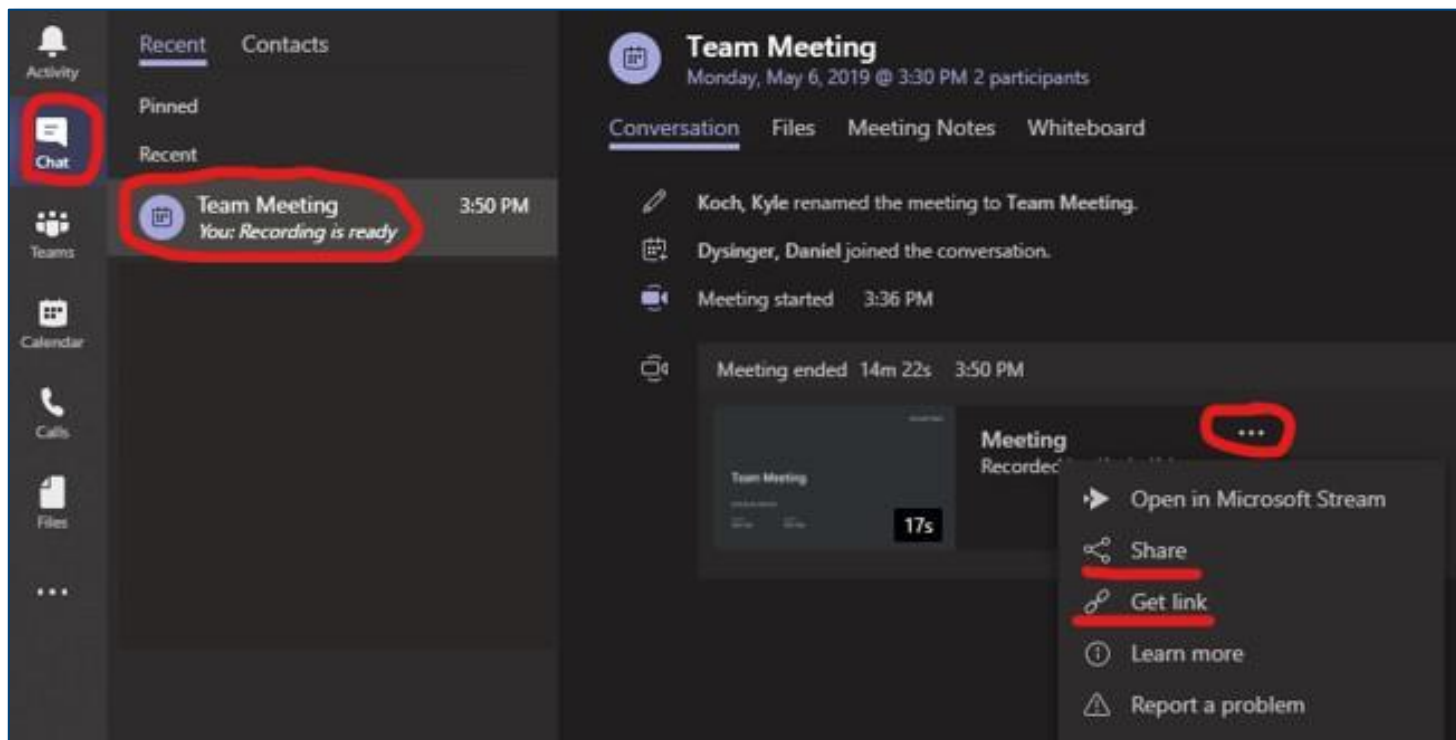 Activity
Chat
Teams
Calendar
Calls
Files
Recent Contacts
Pinned
Recent
Team Meeting 3:50 PM
You: Recording is ready
Team Meeting
Monday, May 6, 2019 @ 3:30 PM 2 participants
Conversation Files Meeting Notes Whiteboard
Koch, Kyle renamed the meeting to Team Meeting.
Dysinger, Daniel joined the conversation.
Meeting started 3:36 PM
Meeting ended 14m 22s 3:50 PM
Team Meeting
17s
Meeting
Recorded
Open in Microsoft Stream
Share
Get link
Learn more
Report a problem